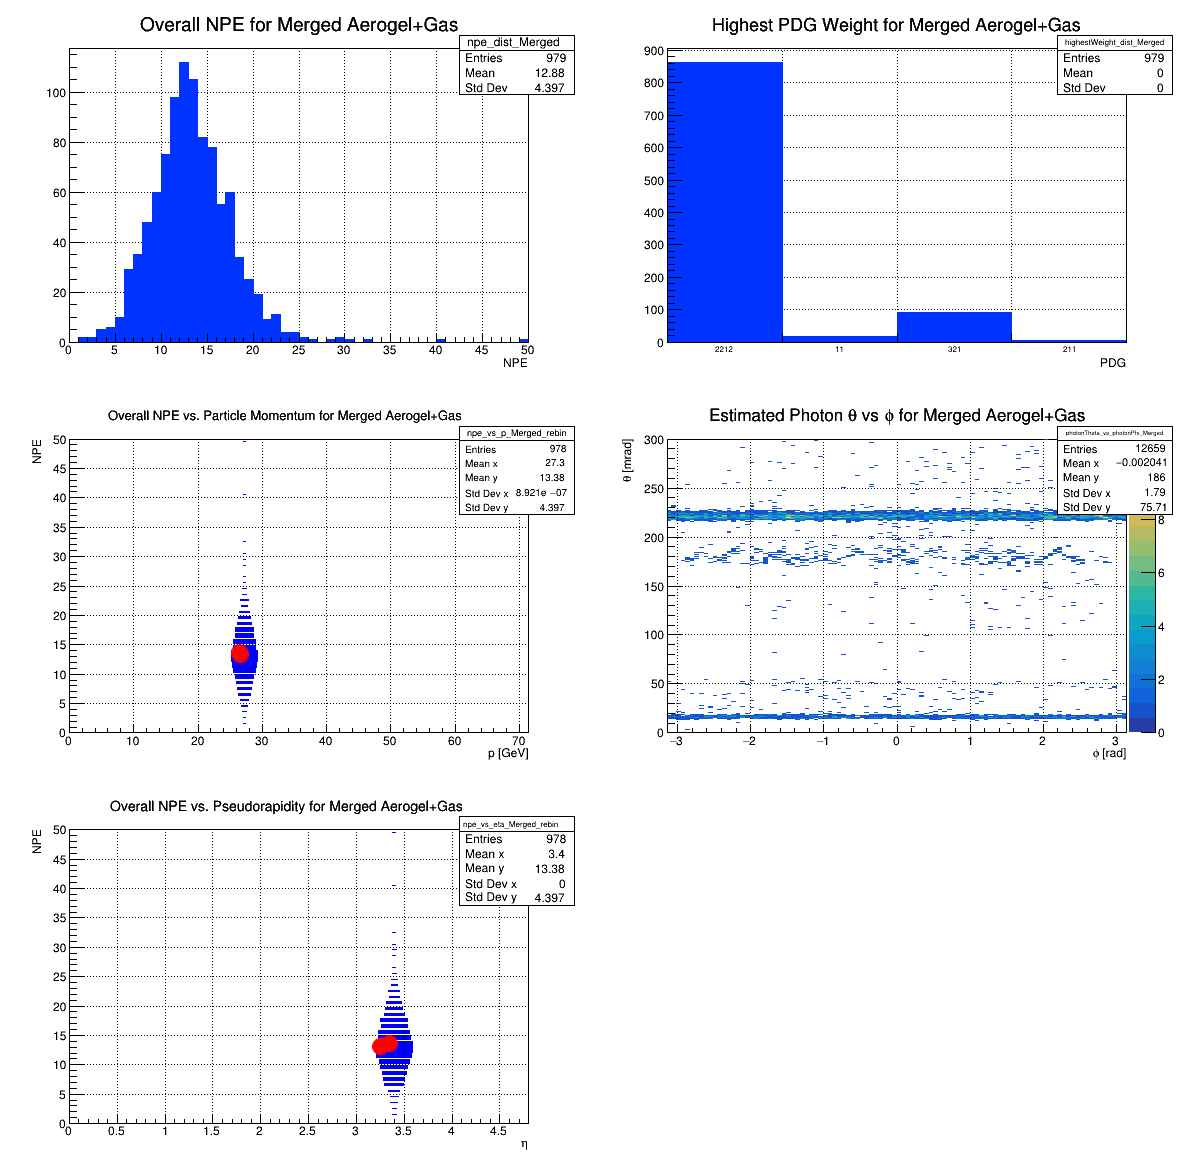 Overall NPE for Merged Aerogel+Gas
npe_dist_Merged
Entries 979
Mean 12.88
Std Dev 4.397
100
80
60
40
20
0
0 5 10 15 20 25 30 35 40 45 50
NPE
Highest PDG Weight for Merged Aerogel+Gas
highestWeight_dist_Merged
Entries 979
Mean 0
Std Dev 0
900
800
700
600
500
400
300
200
100
0
2212 11 321 211
PDG
Overall NPE vs. Particle Momentum for Merged Aerogel+Gas
npe_vs_p_Merged_rebin
Entries 978
Mean x 27.3
Mean y 13.38
Std Dev x 8.921e −07
Std Dev y 4.397
NPE
50
45
40
35
30
25
20
15
10
5
0
0 10 20 30 40 50 60 70
p [GeV]
Estimated Photon θ vs ϕ for Merged Aerogel+Gas
photonTheta_vs_photonPhi_Merged
Entries 12659
Mean x −0.002041
Mean y 186
Std Dev x 1.79
Std Dev y 75.71
θ [mrad]
300
250
200
150
100
50
0
−3 −2 −1 0 1 2 3
ϕ [rad]
8
6
4
2
0
Overall NPE vs. Pseudorapidity for Merged Aerogel+Gas
npe_vs_eta_Merged_rebin
Entries 978
Mean x 3.4
Mean y 13.38
Std Dev x 0
Std Dev y 4.397
NPE
50
45
40
35
30
25
20
15
10
5
0
0 0.5 1 1.5 2 2.5 3 3.5 4 4.5
η